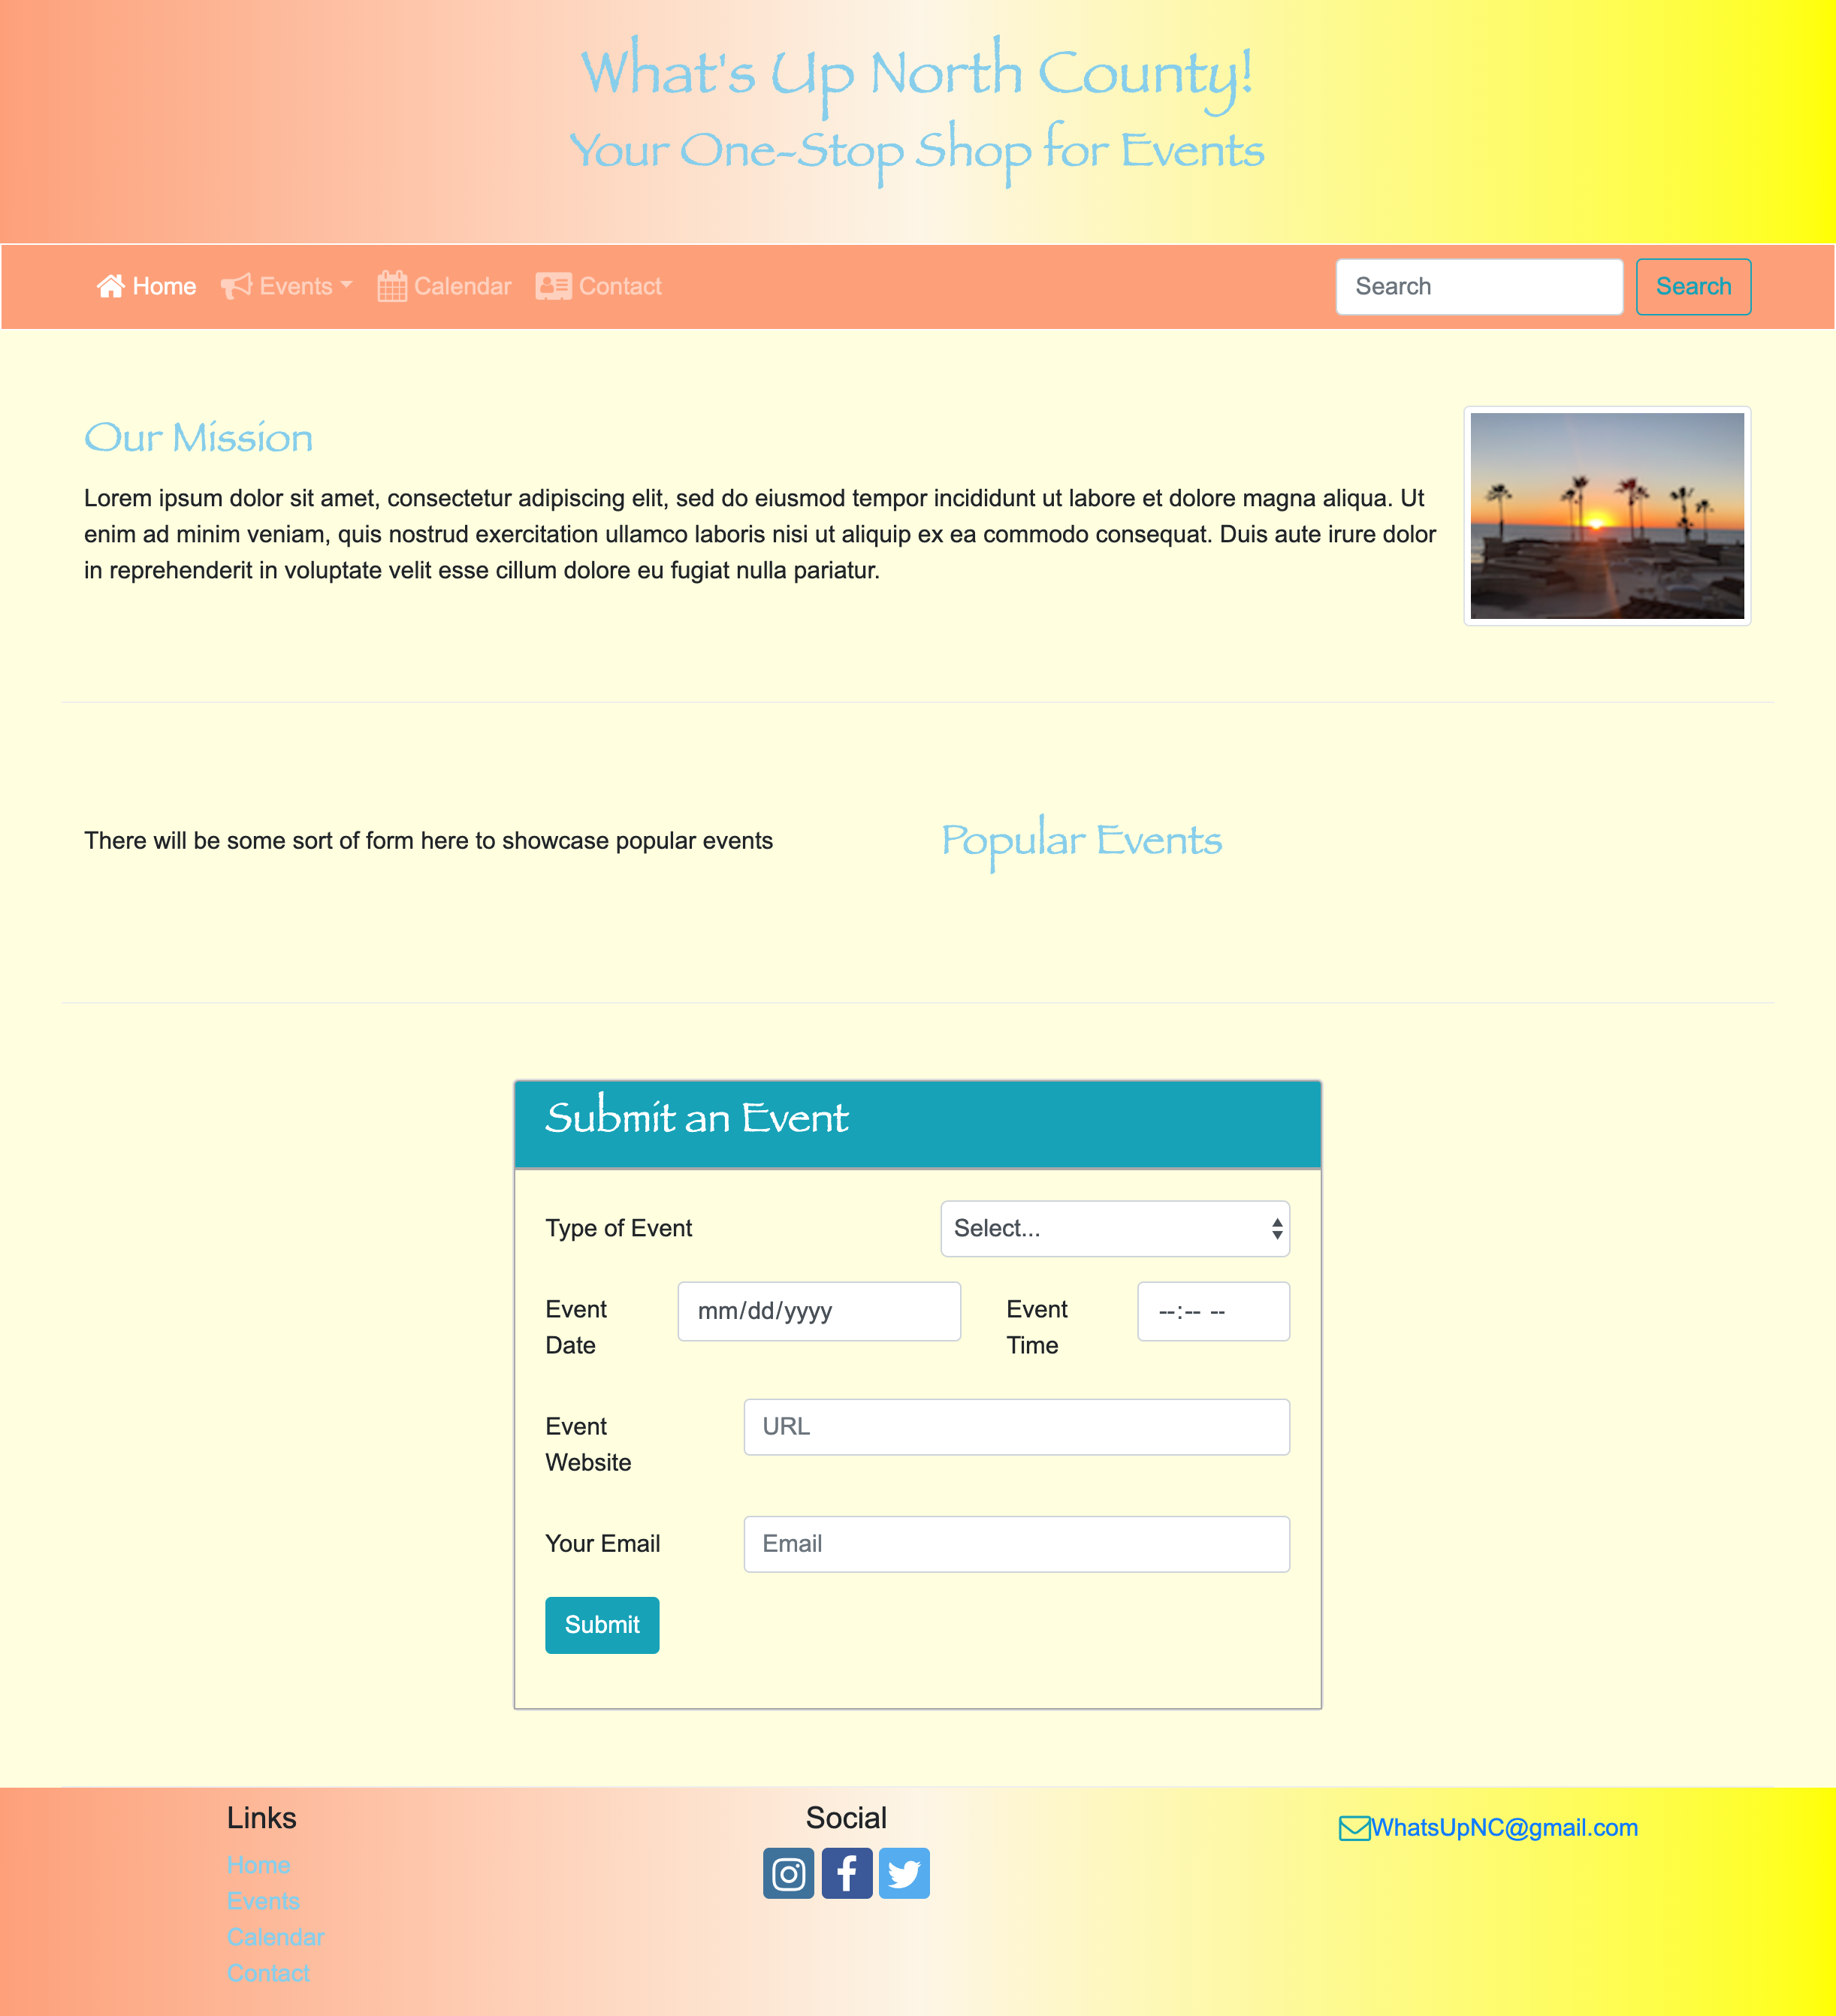 What's Up North County!
Your One-Stop Shop for Events
Home Events Calendar Contact Search Search
Our Mission
Lorem ipsum dolor sit amet, consectetur adipiscing elit, sed do eiusmod tempor incididunt ut labore et dolore magna aliqua. Ut
enim ad minim veniam, quis nostrud exercitation ullamco laboris nisi ut aliquip ex ea commodo consequat. Duis aute irure dolor
in reprehenderit in voluptate velit esse cillum dolore eu fugiat nulla pariatur.
There will be some sort of form here to showcase popular events
Popular Events
Submit an Event
Type of Event Select...
Event Date mm/dd/yyyy Event Time --:-- --
Event Website URL
Your Email Email
Submit
Links
Home
Events
Calendar
Contact
Social
WhatsUpNC@gmail.com